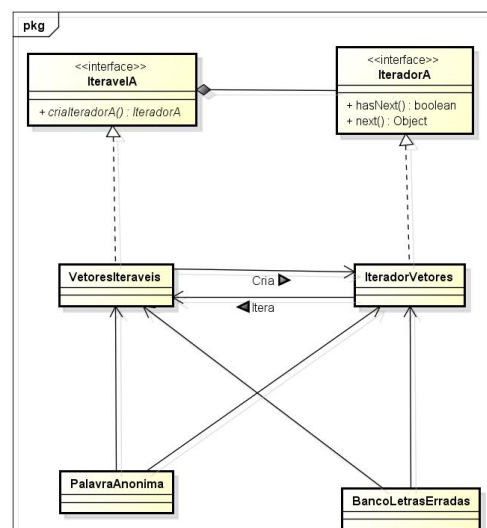 pkg
<<interface>>
IteravelA
+ criaIteradorA() : IteradorA
<<interface>>
IteradorA
+ hasNext() : boolean
+ next() : Object
VetoresIteraveis
Cria
Itera
IteradorVetores
PalavraAnonima
BancoLetrasErradas